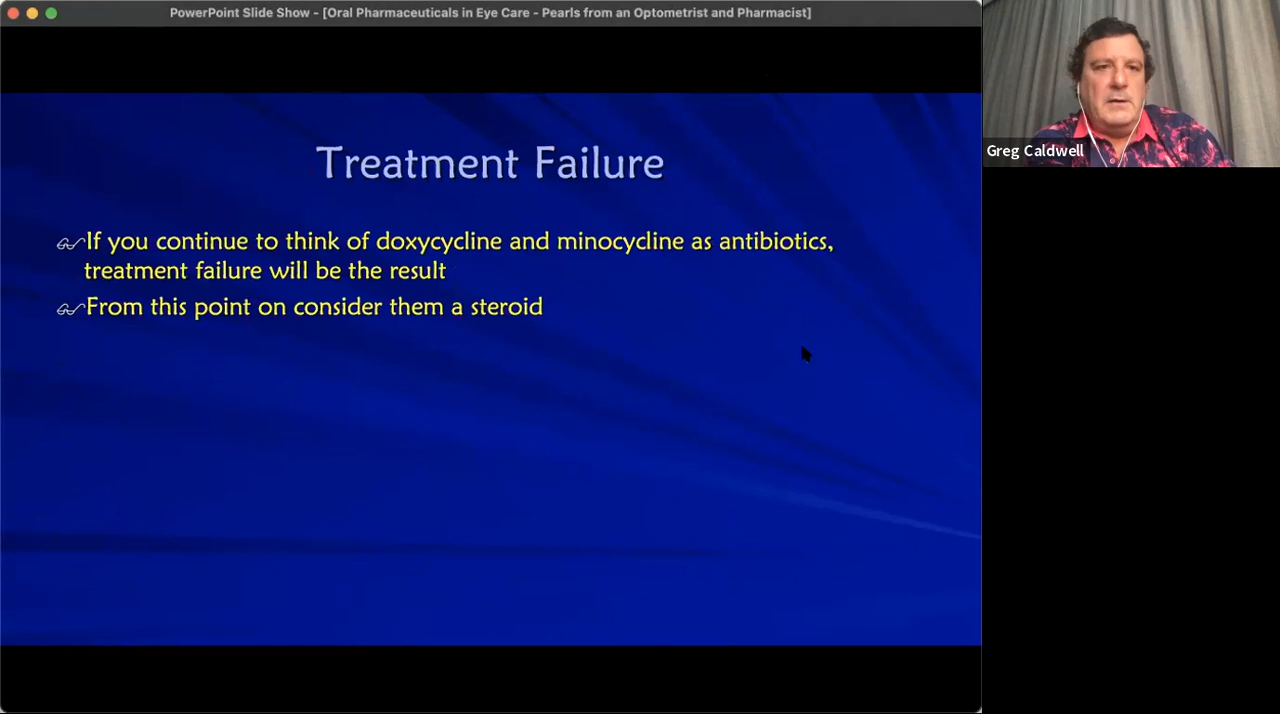 PowerPoint Slide Show - [Oral Pharmaceuticals in Eye Care - Pearls from an Optometrist and Pharmacist]
Greg Caldwell
Treatment Failure
If you continue to think of doxycycline and minocycline as antibiotics,
treatment failure will be the result
From this point on consider them a steroid